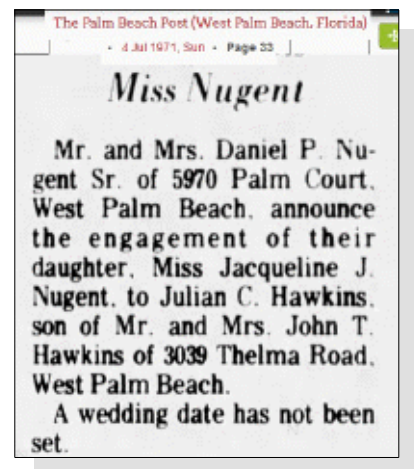 The Palm Beach Post (West Palm Beach, Florida)
· 4 Jul 1971, Sun · Page 33
Miss Nugent
Mr. and Mrs. Daniel P. Nu-
gent Sr. of 5970 Palm Court,
West Palm Beach, announce
the engagement of their
daughter, Miss Jacqueline J.
Nugent, to Julian C. Hawkins,
son of Mr. and Mrs. John T.
Hawkins of 3039 Thelma Road,
West Palm Beach.
A wedding date has not been
set.